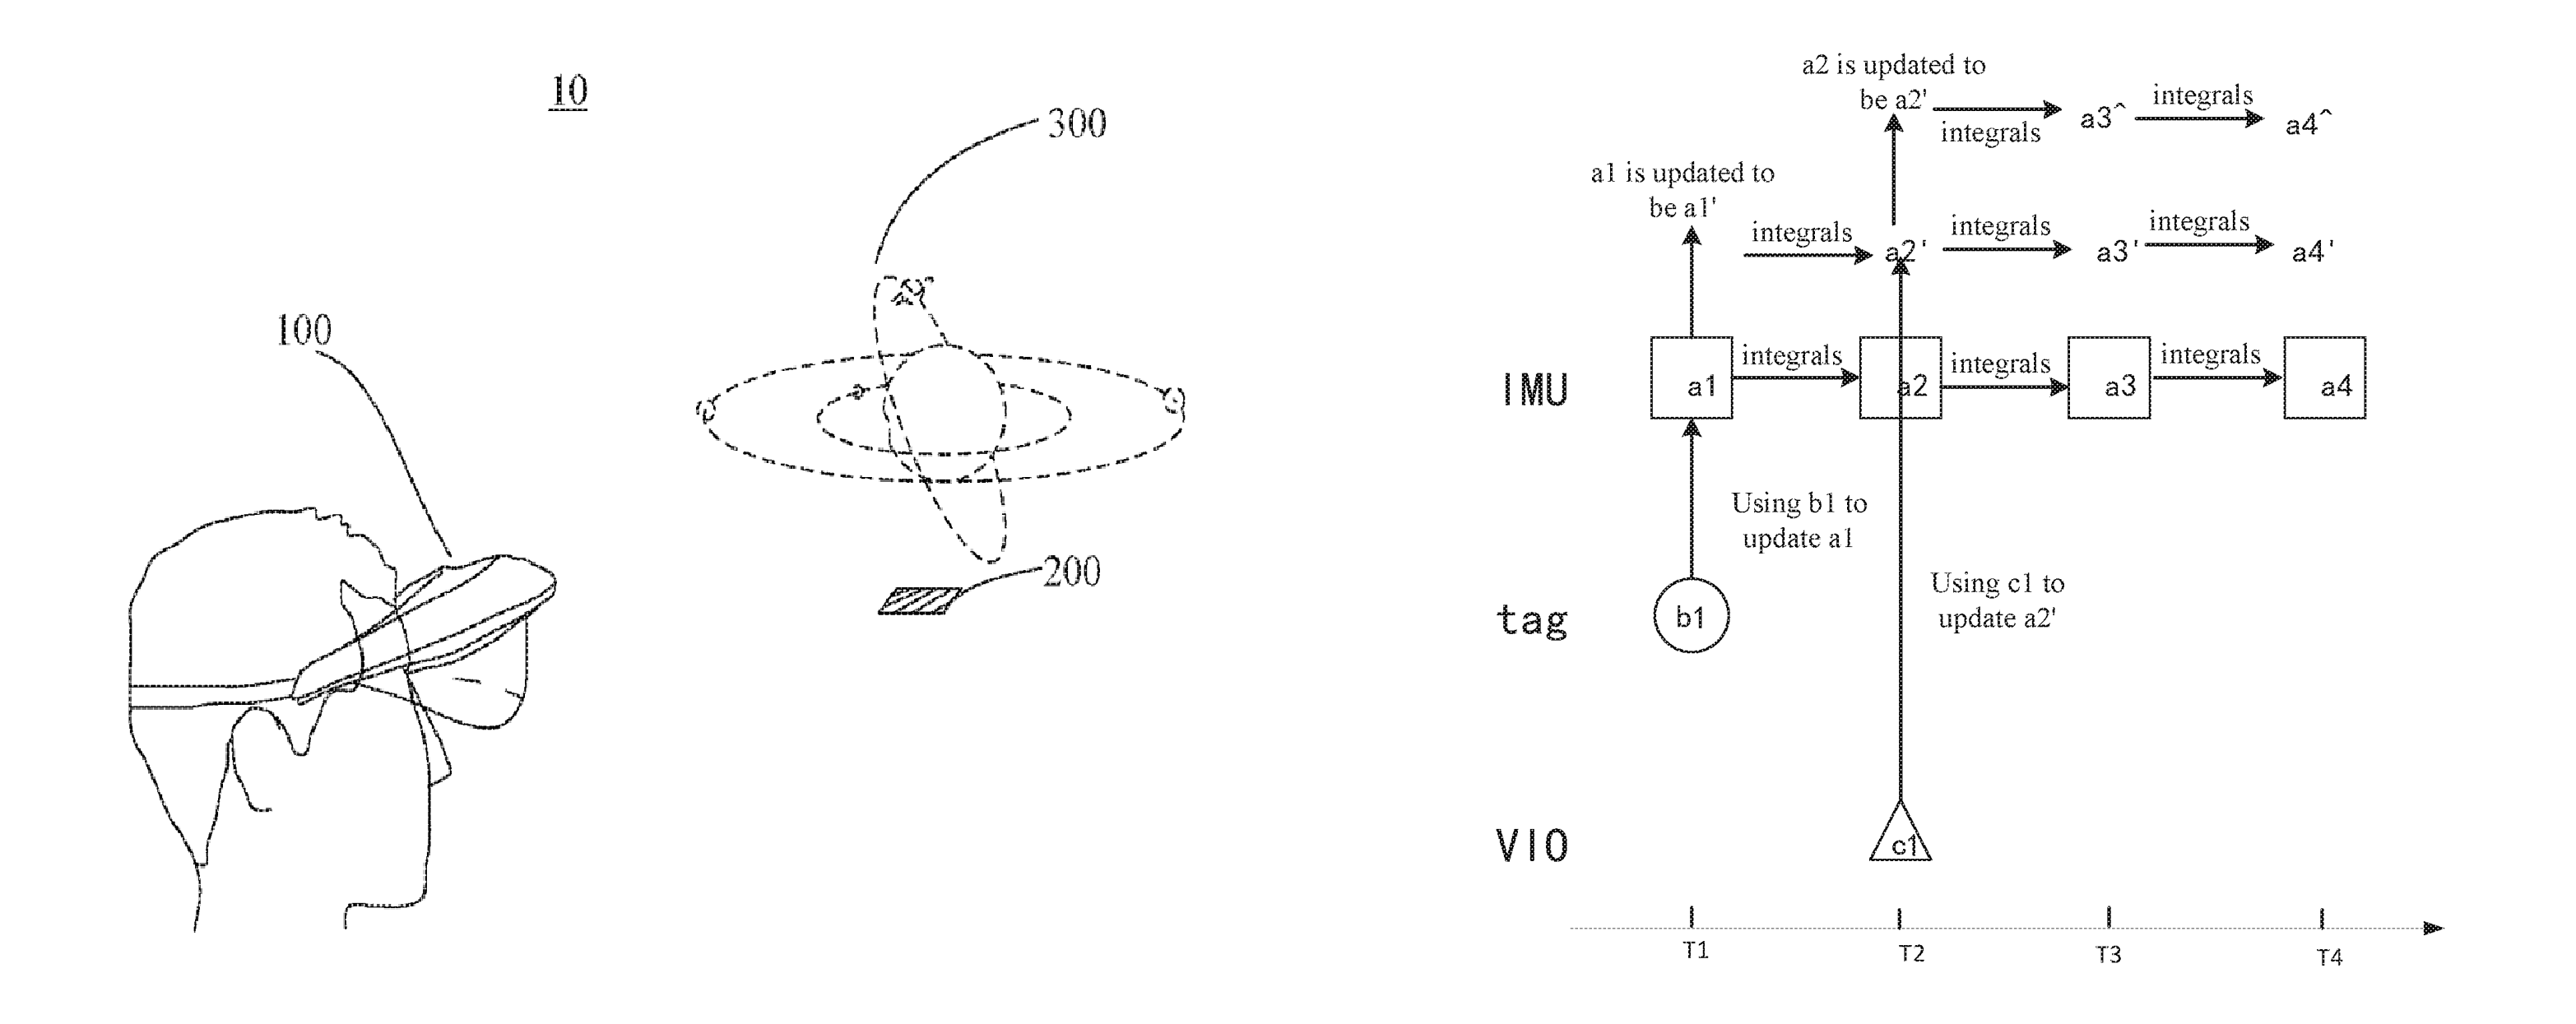 10
300
100
200
a2 is updated to
be a2'
integrals
a3^
integrals
a4^
a1 is updated to
be a1'
integrals
a2'
integrals
a3'
integrals
a4'
IMU
a1
integrals
a2
integrals
a3
integrals
a4
Using b1 to
update a1
tag
b1
Using c1 to
update a2'
VIO
c1
T1
T2
T3
T4